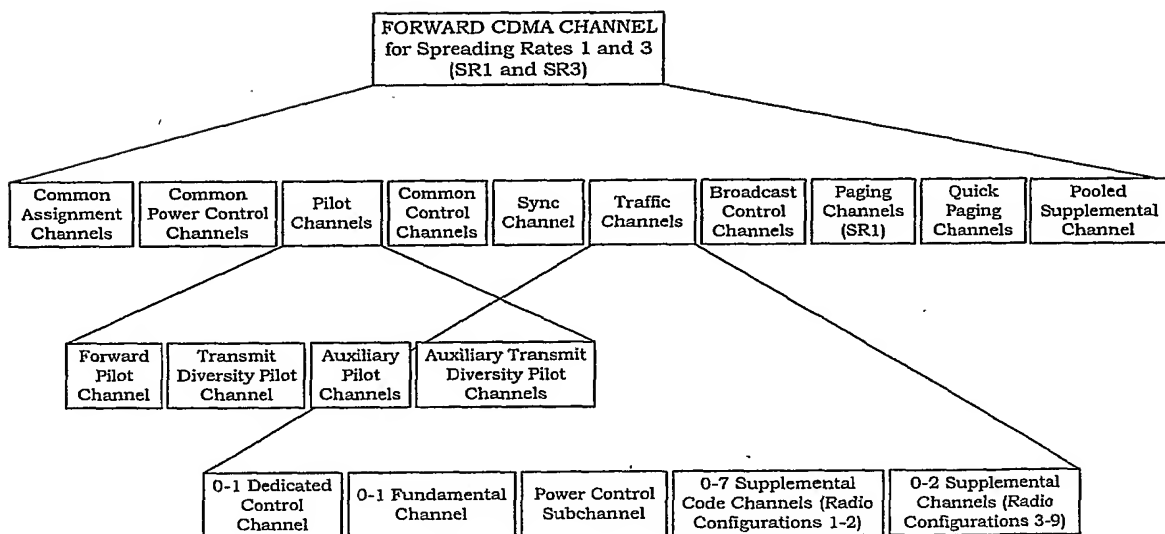 FORWARD CDMA CHANNEL
for Spreading Rates 1 and 3
(SR1 and SR3)
Common
Assignment
Channels
Common
Power Control
Channels
Pilot
Channels
Common
Control
Channels
Sync
Channel
Traffic
Channels
Broadcast
Control
Channels
Paging
Channels
(SR1)
Quick
Paging
Channels
Pooled
Supplemental
Channel
Forward
Pilot
Channel
Transmit
Diversity Pilot
Channel
Auxiliary
Pilot
Channels
Auxiliary Transmit
Diversity Pilot
Channels
0-1 Dedicated
Control
Channel
0-1 Fundamental
Channel
Power Control
Subchannel
0-7 Supplemental
Code Channels (Radio
Configurations 1-2)
0-2 Supplemental
Channels (Radio
Configurations 3-9)